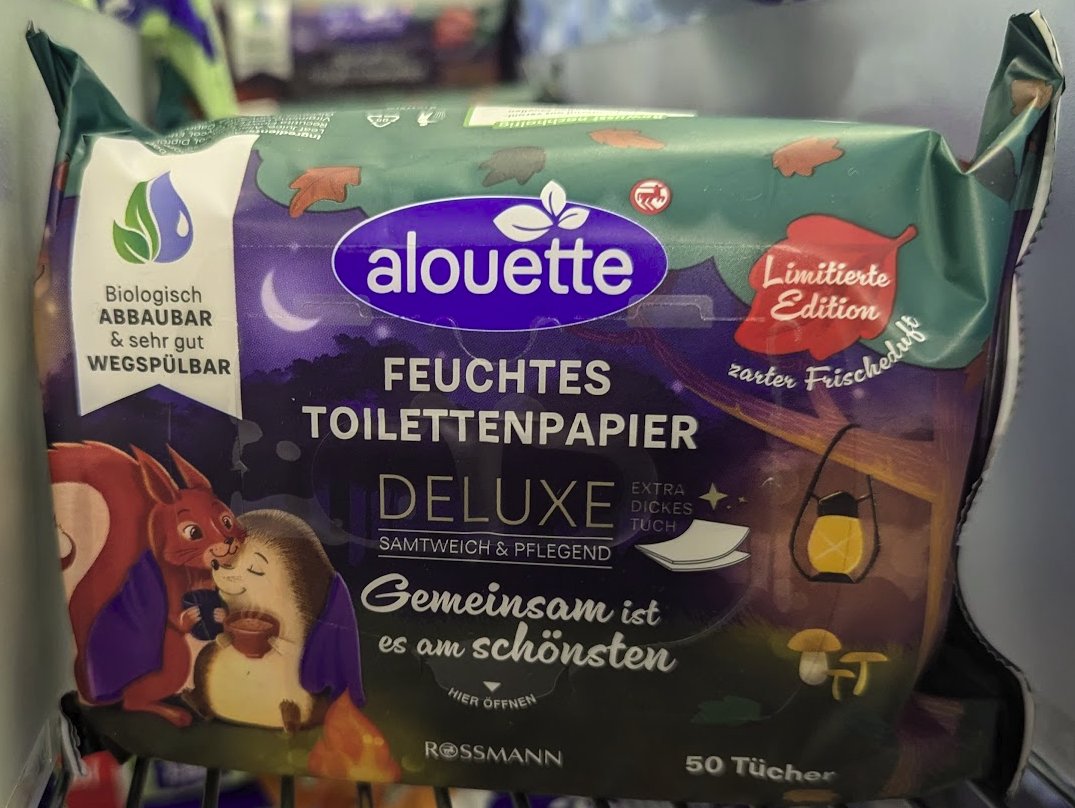 Biologisch
ABBAUBAR
& sehr gut
WEGSPÜLBAR
alouette
Limitierte
Edition
zarter Frischeduft
FEUCHTES
TOILETTENPAPIER
DELUXE
EXTRA
DICKES
TUCH
SAMTWEICH & PFLEGEND
Gemeinsam ist
es am schönsten
HIER ÖFFNEN
ROSSMANN
50 Tücher